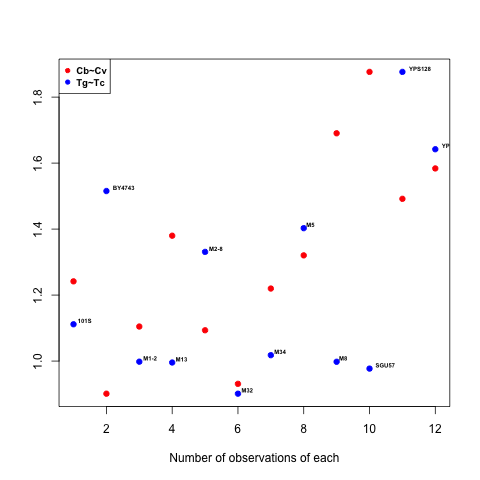 Cb~Cv
Tg~Tc
YPS128
YP
BY4743
M5
M2-8
101S
M34
M1-2
M13
M8
SGU57
M32
1.0
1.2
1.4
1.6
1.8
2 4 6 8 10 12
Number of observations of each